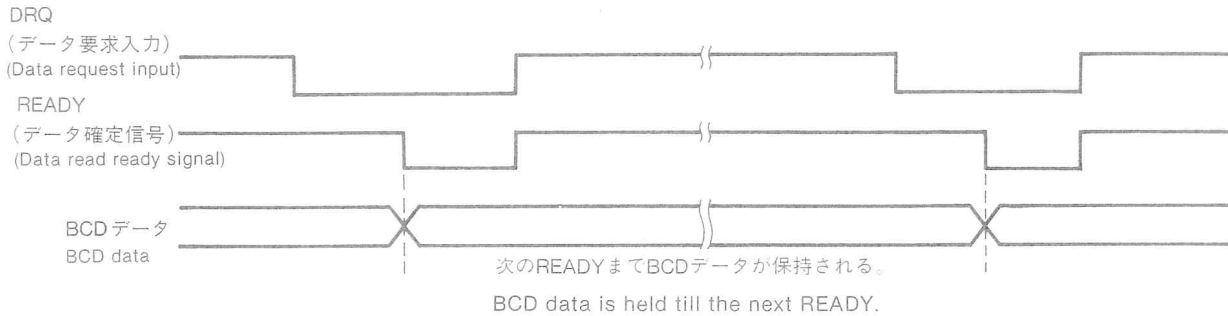 DRQ
(データ要求入力)
(Data request input)
READY
(データ確定信号)
(Data read ready signal)
BCDデータ
BCD data
次のREADYまでBCDデータが保持される。
BCD data is held till the next READY.